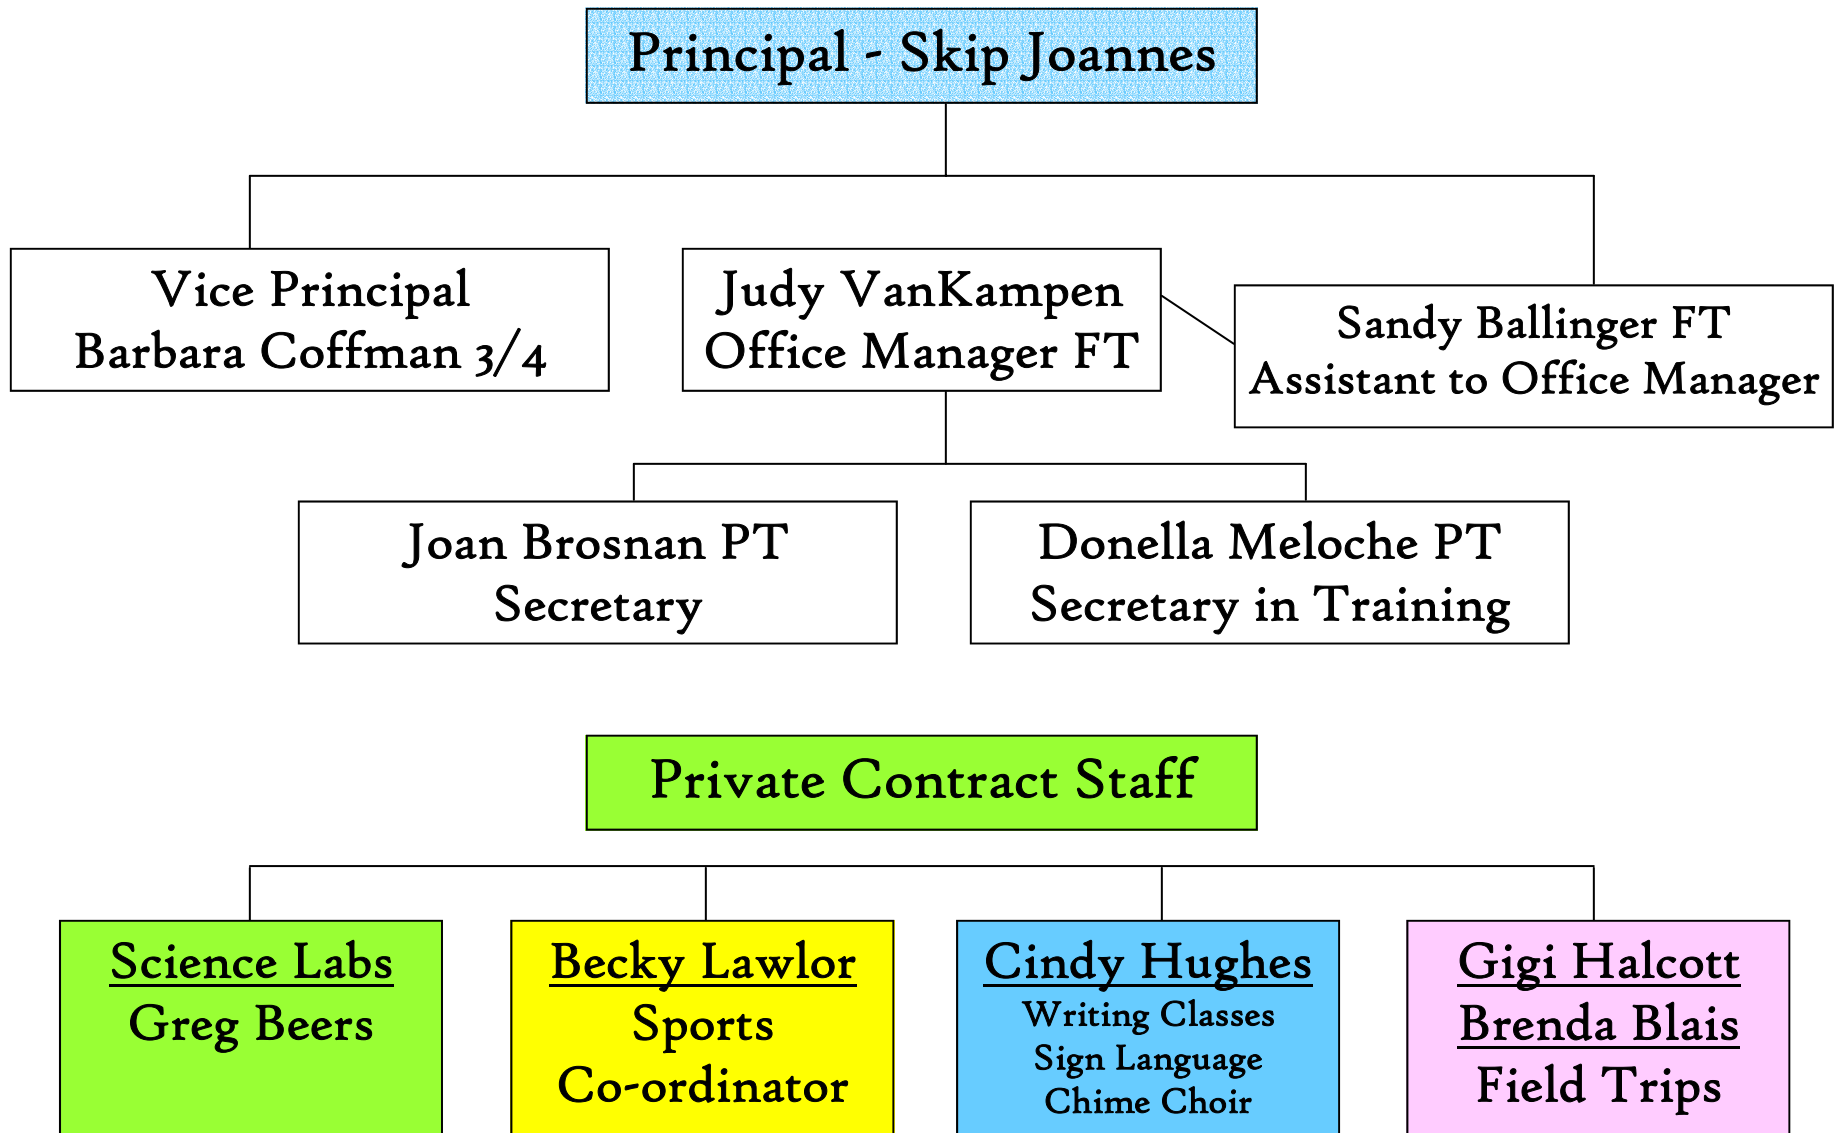 Principal - Skip Joannes
Vice Principal
Barbara Coffman 3/4
Judy VanKampen
Office Manager FT
Sandy Ballinger FT
Assistant to Office Manager
Joan Brosnan PT
Secretary
Donella Meloche PT
Secretary in Training
Private Contract Staff
Science Labs
Greg Beers
Becky Lawlor
Sports
Co-ordinator
Cindy Hughes
Writing Classes
Sign Language
Chime Choir
Gigi Halcott
Brenda Blais
Field Trips